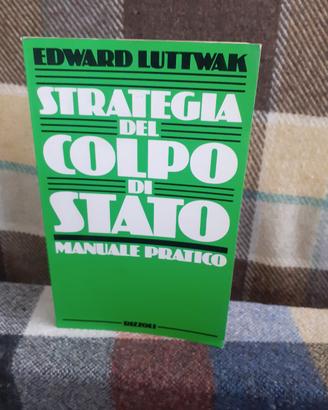 EDWARD LUTTWAK
STRATEGIA
DEL
COLPO
DI
STATO
MANUALE PRATICO
RIZZOLI